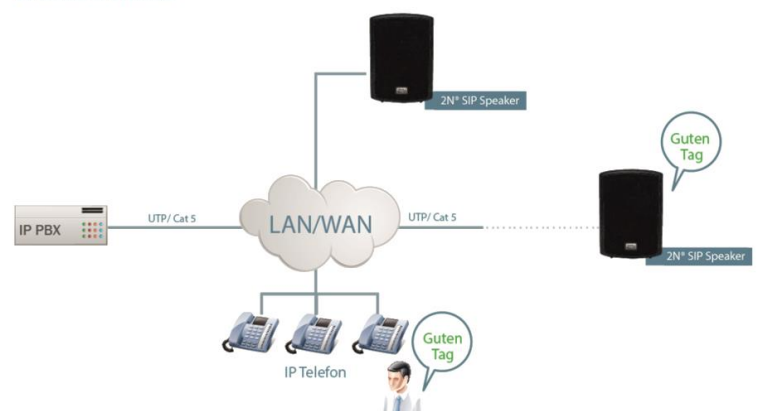 2N® SIP Speaker
Guten
Tag
IP PBX
UTP/ Cat 5
LAN/WAN
UTP/ Cat 5
2N® SIP Speaker
Guten
Tag
IP Telefon